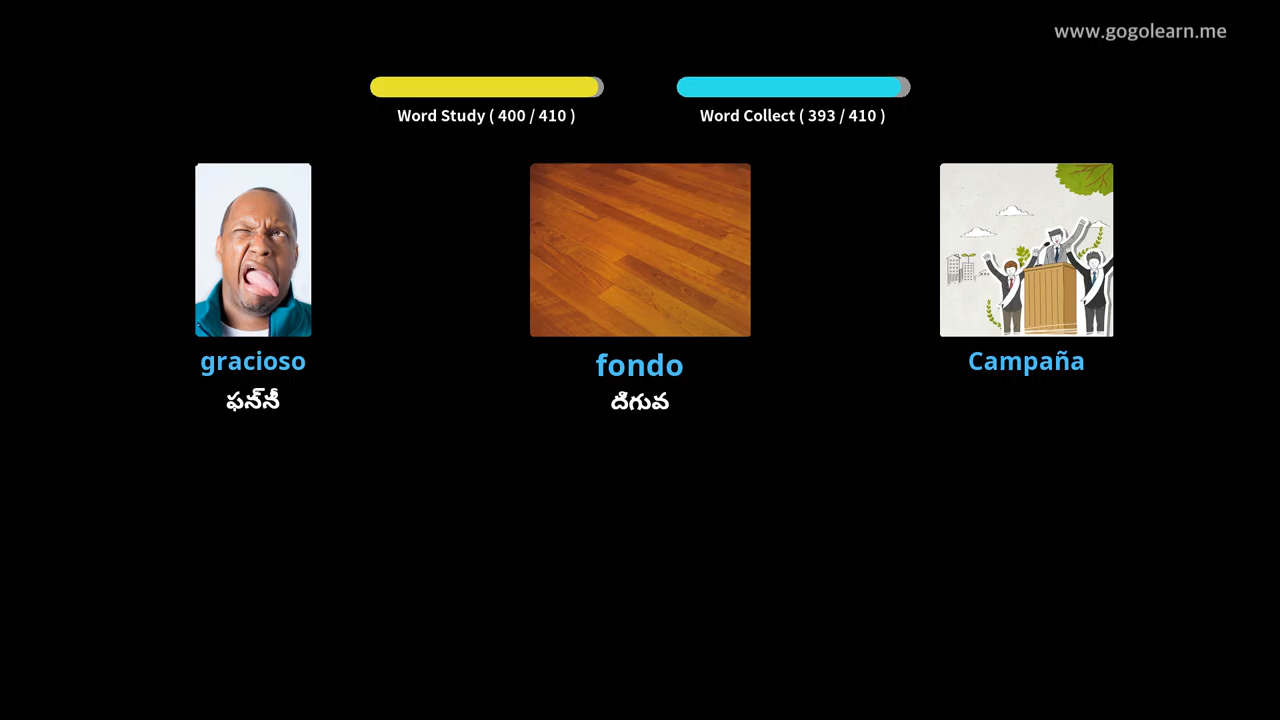 www.gogolearn.me
Word Study ( 400 / 410 )
Word Collect ( 393 / 410 )
gracioso
fondo
Campaña
ఫన్నీ
దిగువ